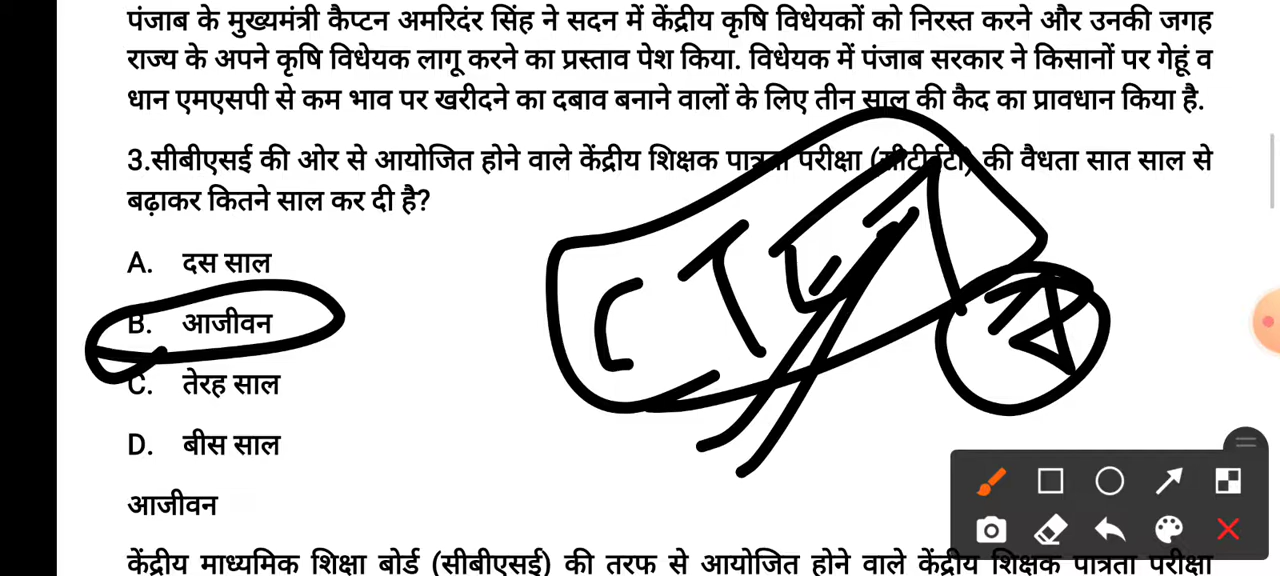 पंजाब के मुख्यमंत्री कैप्टन अमरिदंर सिंह ने सदन में केंद्रीय कृषि विधेयकों को निरस्त करने और उनकी जगह
राज्य के अपने कृषि विधेयक लागू करने का प्रस्ताव पेश किया. विधेयक में पंजाब सरकार ने किसानों पर गेहूं व
धान एमएसपी से कम भाव पर खरीदने का दबाव बनाने वालों के लिए तीन साल की कैद का प्रावधान किया है.
3.सीबीएसई की ओर से आयोजित होने वाले केंद्रीय शिक्षक पात्रता परीक्षा (सीटीईटी) की वैधता सात साल से
बढ़ाकर कितने साल कर दी है?
A. दस साल
B. आजीवन
C. तेरह साल
D. बीस साल
CTET
आजीवन
केंद्रीय माध्यमिक शिक्षा बोर्ड (सीबीएसई) की तरफ से आयोजित होने वाले केंद्रीय शिक्षक पात्रता परीक्षा